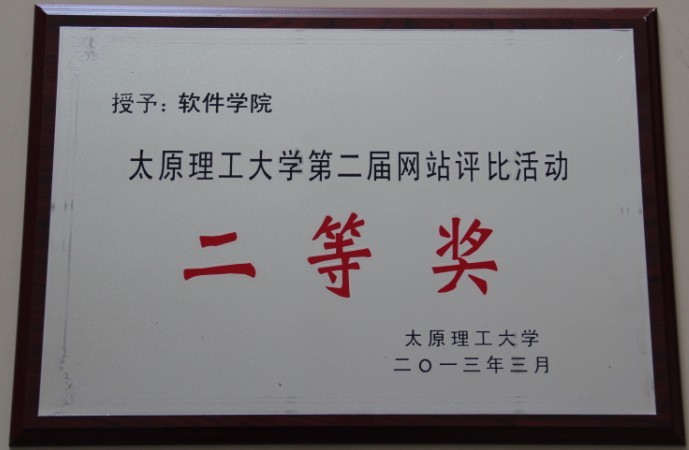 授予：软件学院
太原理工大学第二届网站评比活动
二等奖
太原理工大学
二〇一三年三月